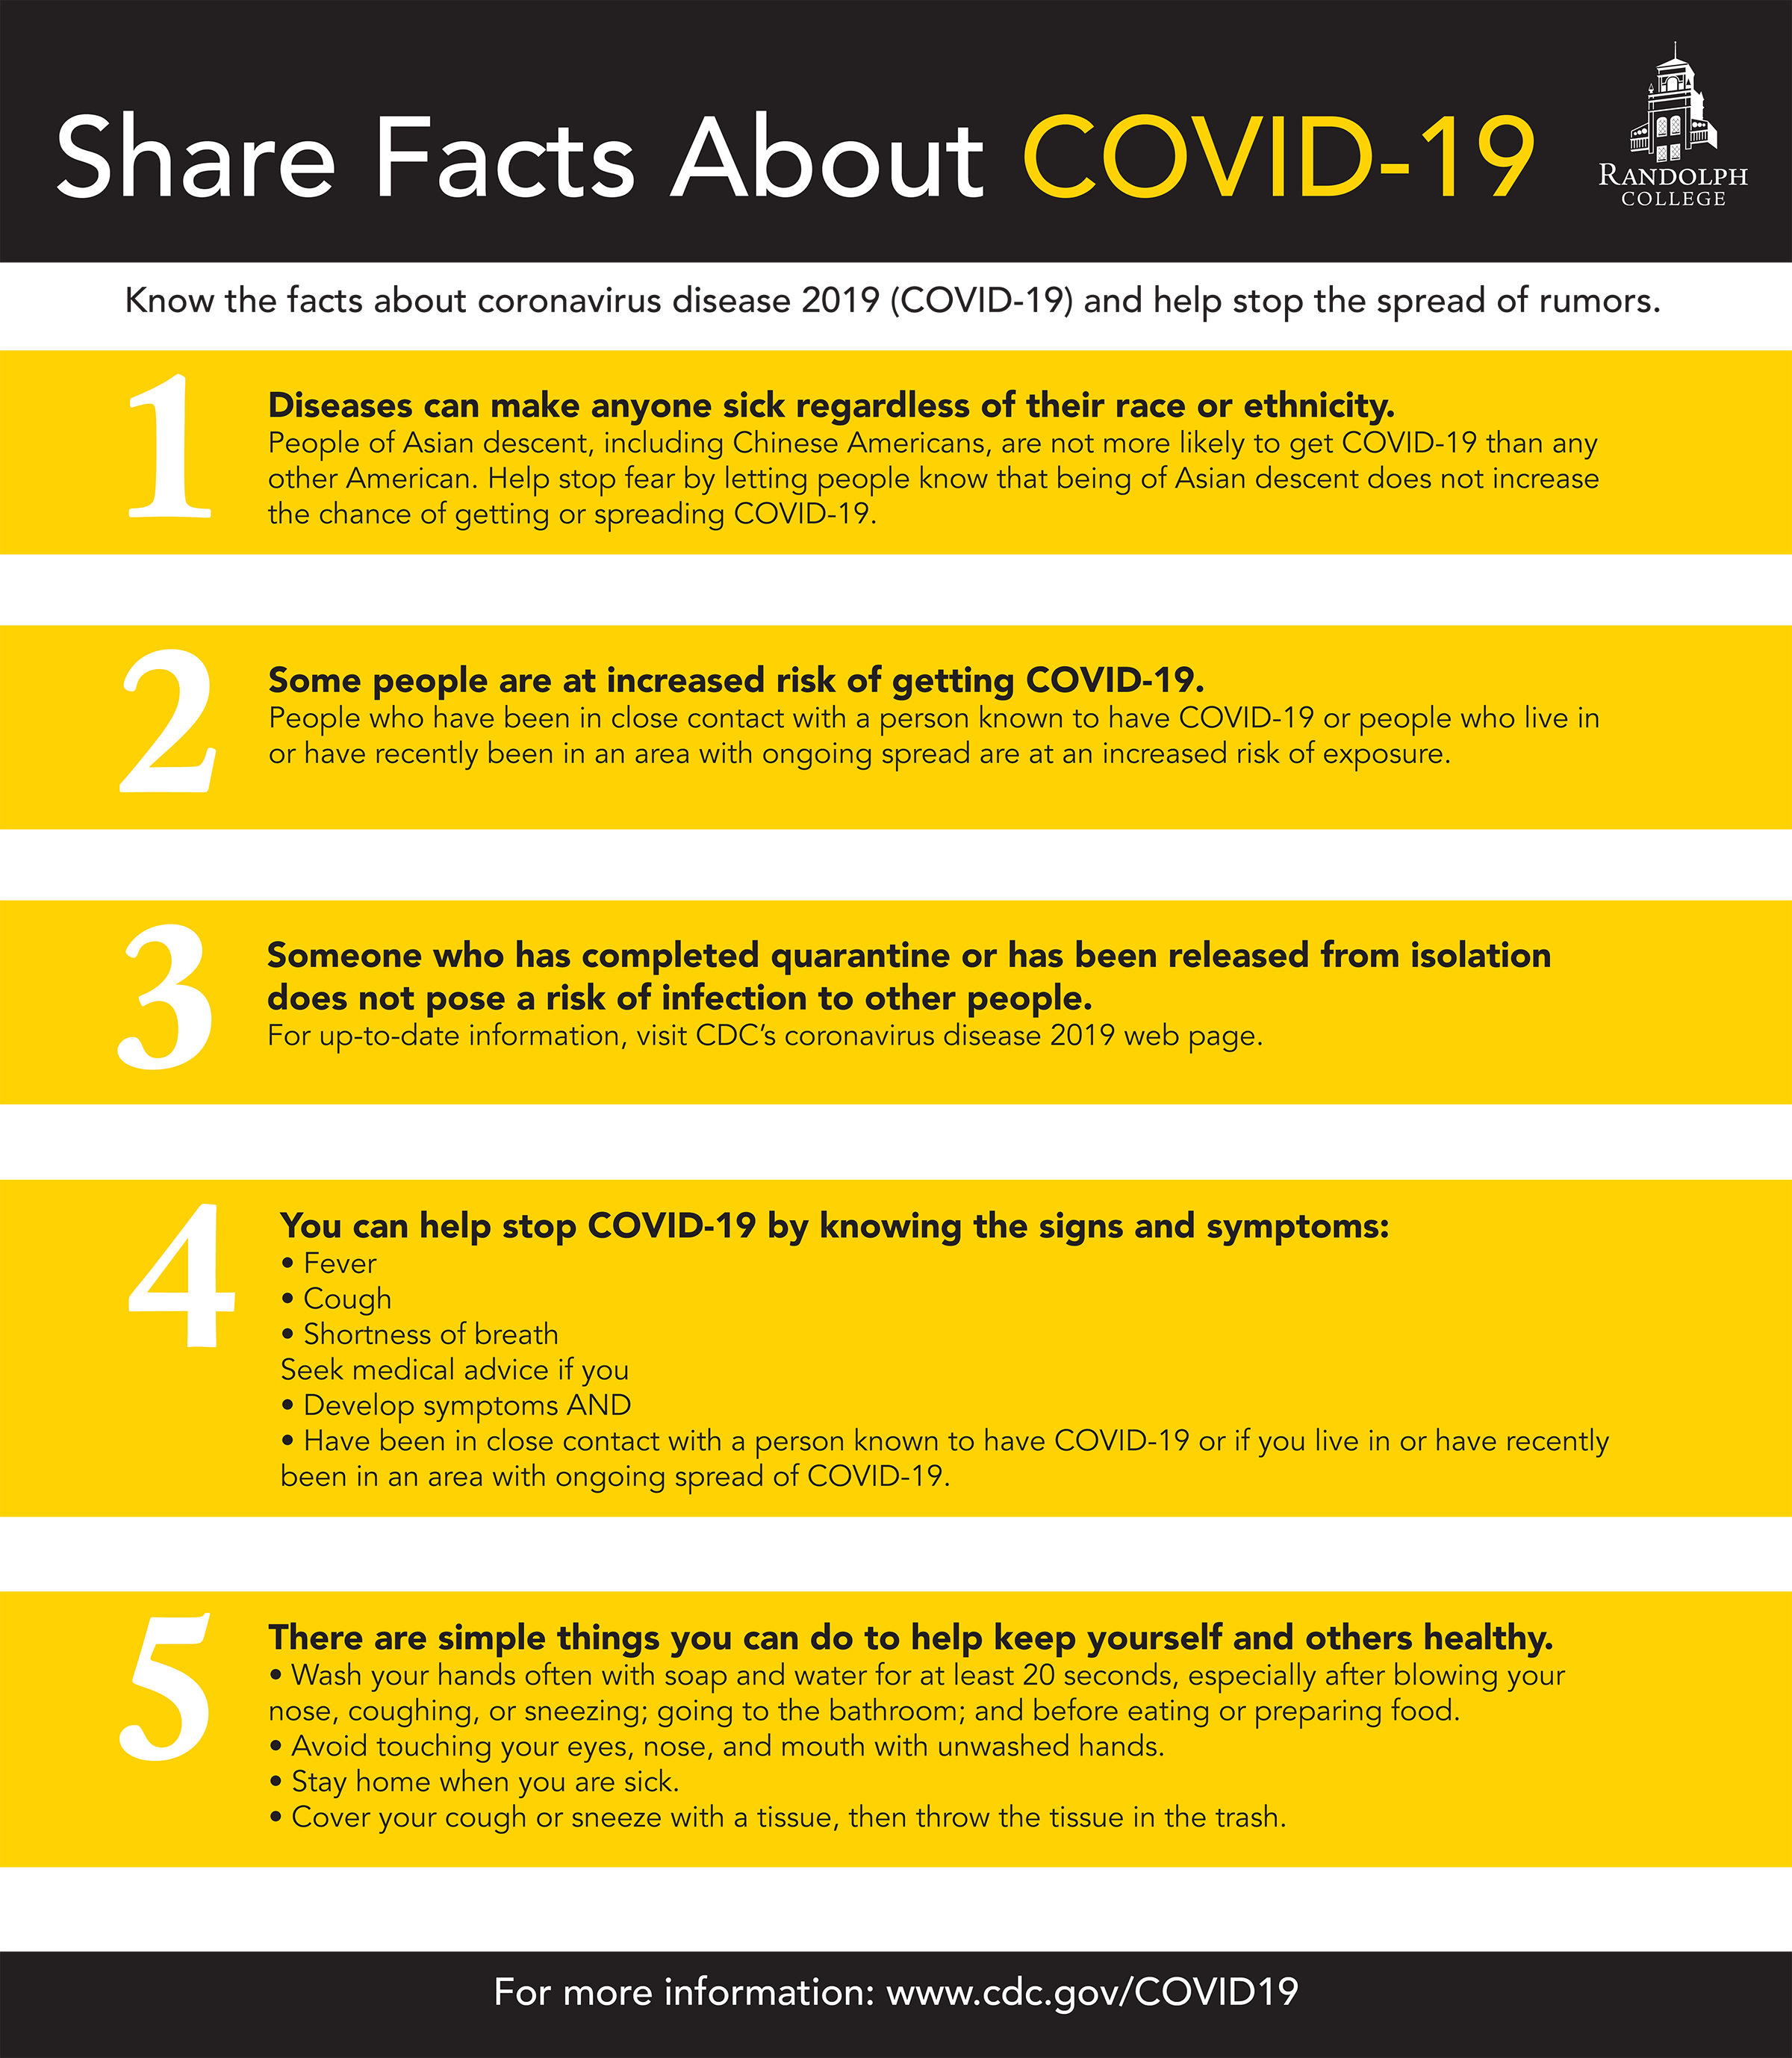 Share Facts About COVID-19
RANDOLPH
COLLEGE
Know the facts about coronavirus disease 2019 (COVID-19) and help stop the spread of rumors.
1
Diseases can make anyone sick regardless of their race or ethnicity.
People of Asian descent, including Chinese Americans, are not more likely to get COVID-19 than any
other American. Help stop fear by letting people know that being of Asian descent does not increase
the chance of getting or spreading COVID-19.
2
Some people are at increased risk of getting COVID-19.
People who have been in close contact with a person known to have COVID-19 or people who live in
or have recently been in an area with ongoing spread are at an increased risk of exposure.
3
Someone who has completed quarantine or has been released from isolation
does not pose a risk of infection to other people.
For up-to-date information, visit CDC’s coronavirus disease 2019 web page.
4
You can help stop COVID-19 by knowing the signs and symptoms:
• Fever
• Cough
• Shortness of breath
Seek medical advice if you
• Develop symptoms AND
• Have been in close contact with a person known to have COVID-19 or if you live in or have recently
been in an area with ongoing spread of COVID-19.
5
There are simple things you can do to help keep yourself and others healthy.
• Wash your hands often with soap and water for at least 20 seconds, especially after blowing your
nose, coughing, or sneezing; going to the bathroom; and before eating or preparing food.
• Avoid touching your eyes, nose, and mouth with unwashed hands.
• Stay home when you are sick.
• Cover your cough or sneeze with a tissue, then throw the tissue in the trash.
For more information: www.cdc.gov/COVID19